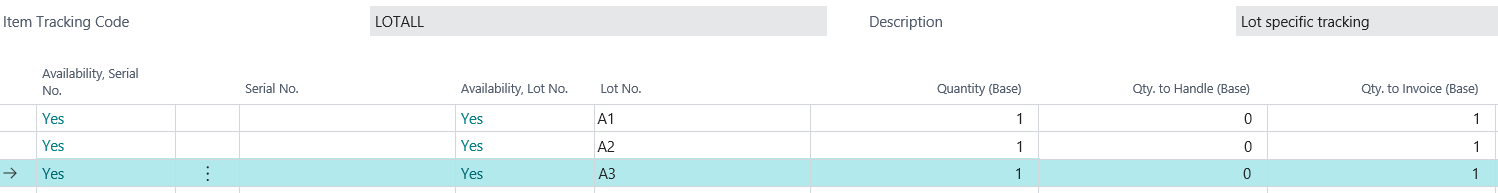 Item Tracking Code LOTALL Description Lot specific tracking
Availability, Serial
No. Serial No. Availability, Lot No. Lot No. Quantity (Base) Qty. to Handle (Base) Qty. to Invoice (Base)
Yes Yes A1 1 0 1
Yes Yes A2 1 0 1
Yes Yes A3 1 0 1